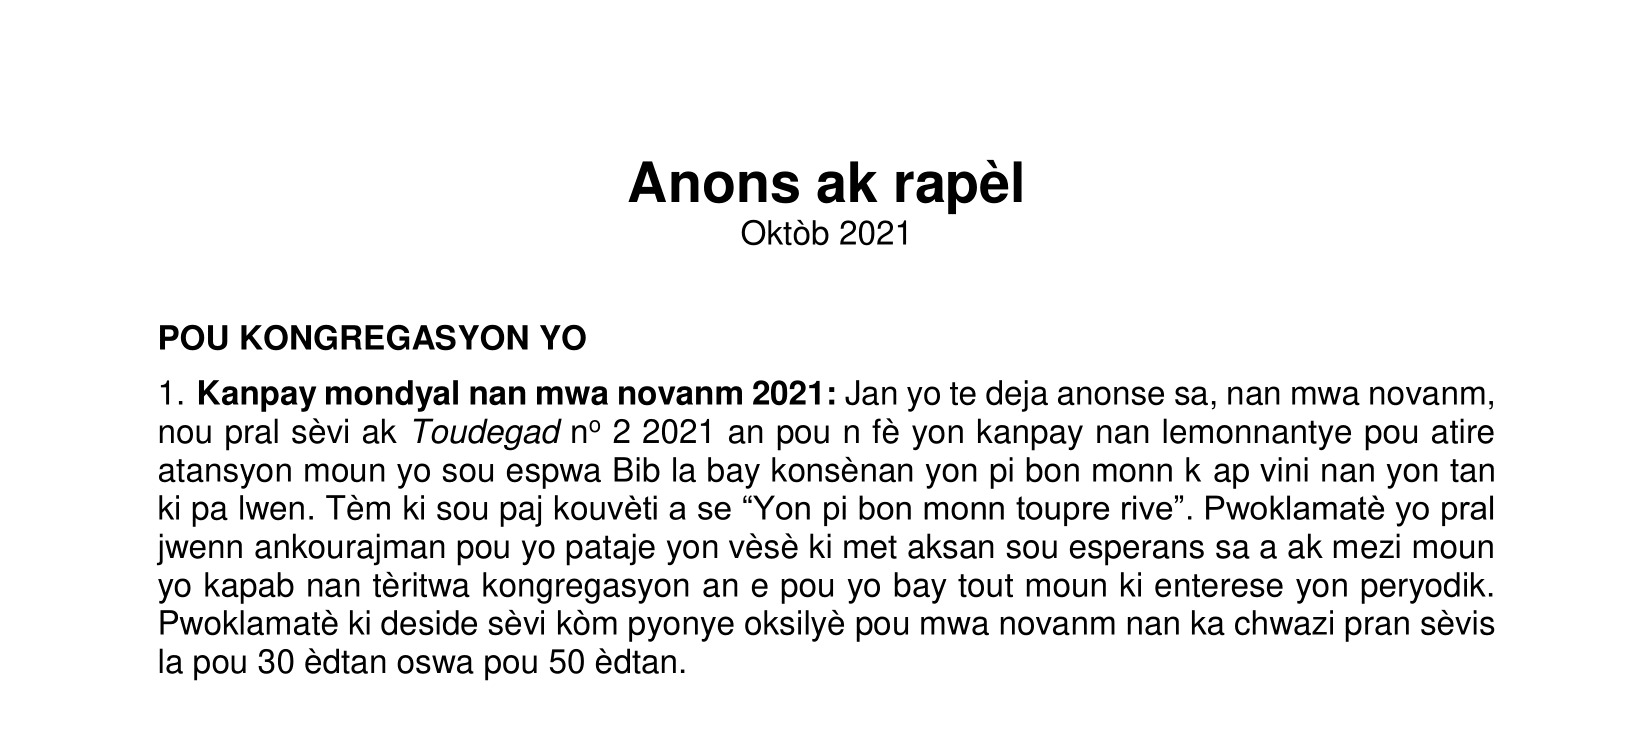 Anons ak rapèl
Oktòb 2021
POU KONGREGASYON YO
1. Kanpay mondyal nan mwa novanm 2021: Jan yo te deja anonse sa, nan mwa novanm,
nou pral sèvi ak Toudegad nº 2 2021 an pou n fè yon kanpay nan lemonnantye pou atire
atansyon moun yo sou espwa Bib la bay konsènan yon pi bon monn k ap vini nan yon tan
ki pa lwen. Tèm ki sou paj kouvèti a se “Yon pi bon monn toupre rive”. Pwoklamatè yo pral
jwenn ankourajman pou yo pataje yon vèsè ki met aksan sou esperans sa a ak mezi moun
yo kapab nan tèritwa kongregasyon an e pou yo bay tout moun ki enterese yon peryodik.
Pwoklamatè ki deside sèvi kòm pyonye oksilyè pou mwa novanm nan ka chwazi pran sèvis
la pou 30 èdtan oswa pou 50 èdtan.